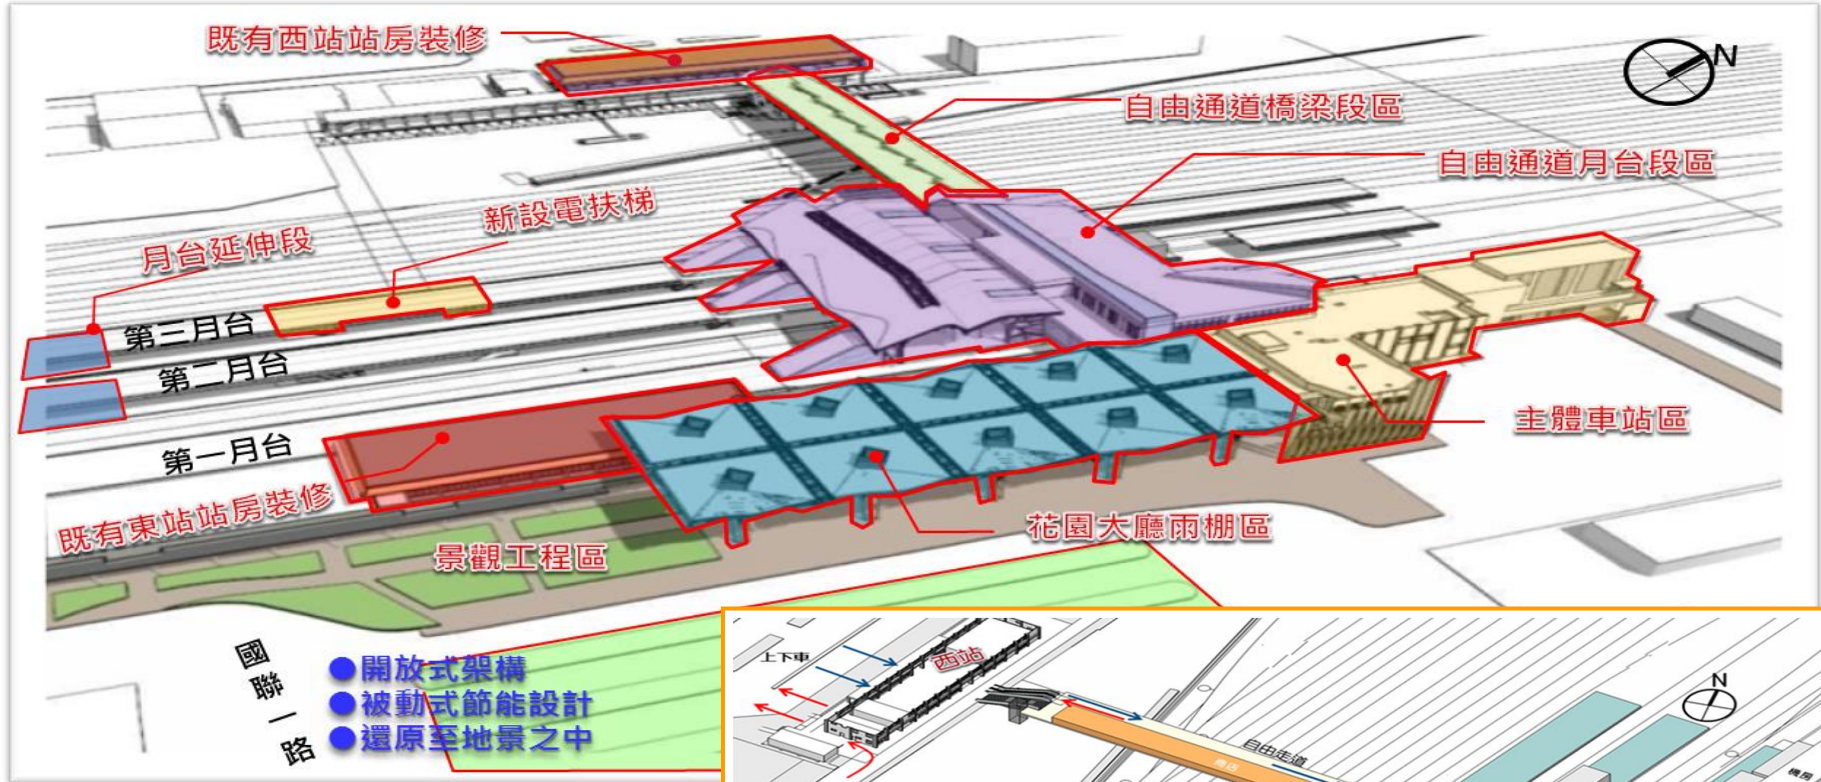 既有西站站房裝修
N
自由通道橋梁段區
自由通道月台段區
新設電扶梯
月台延伸段
第三月台
第二月台
第一月台
主體車站區
既有東站站房裝修
花園大廳雨棚區
景觀工程區
國聯一路
●開放式架構
●被動式節能設計
●還原至地景之中
上下車
西站
N
自由走道
商店
機房